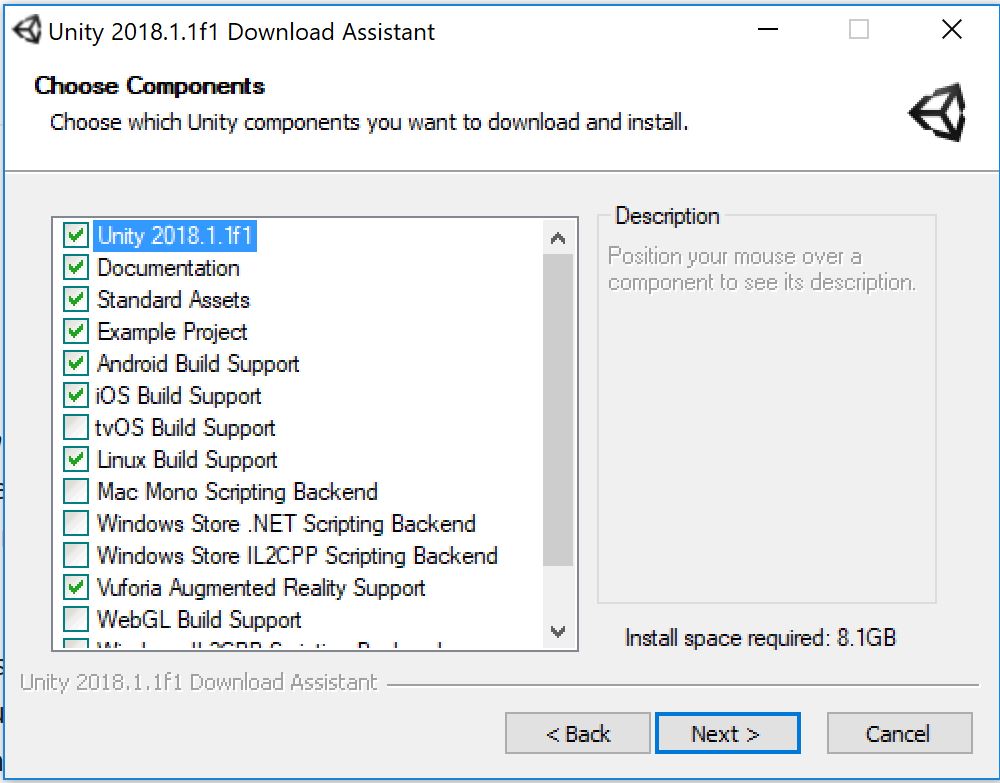 Unity 2018.1.1f1 Download Assistant
Choose Components
Choose which Unity components you want to download and install.
Unity 2018.1.1f1
Documentation
Standard Assets
Example Project
Android Build Support
iOS Build Support
tvOS Build Support
Linux Build Support
Mac Mono Scripting Backend
Windows Store .NET Scripting Backend
Windows Store IL2CPP Scripting Backend
Vuforia Augmented Reality Support
WebGL Build Support
Description
Position your mouse over a
component to see its description.
Install space required: 8.1GB
Unity 2018.1.1f1 Download Assistant
< Back
Next >
Cancel